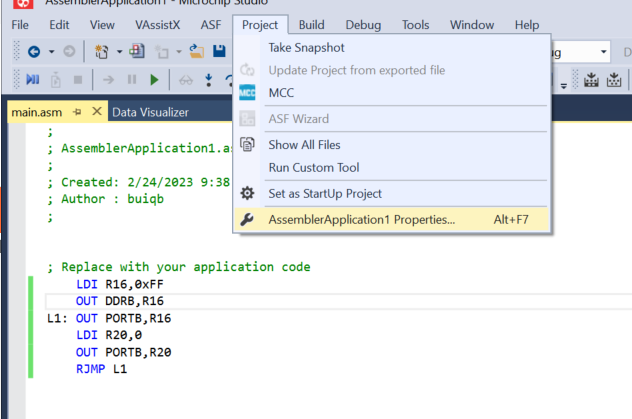 AssemblerApplication1 - Microchip Studio
File Edit View VAssistX ASF Project Build Debug Tools Window Help
Take Snapshot
Update Project from exported file
MCC
MCC
ASF Wizard
Show All Files
Run Custom Tool
Set as StartUp Project
AssemblerApplication1 Properties... Alt+F7
main.asm Data Visualizer
;
; AssemblerApplication1.as
;
; Created: 2/24/2023 9:38
; Author : buiqb
;
; Replace with your application code
LDI R16,0xFF
OUT DDRB,R16
L1: OUT PORTB,R16
LDI R20,0
OUT PORTB,R20
RJMP L1